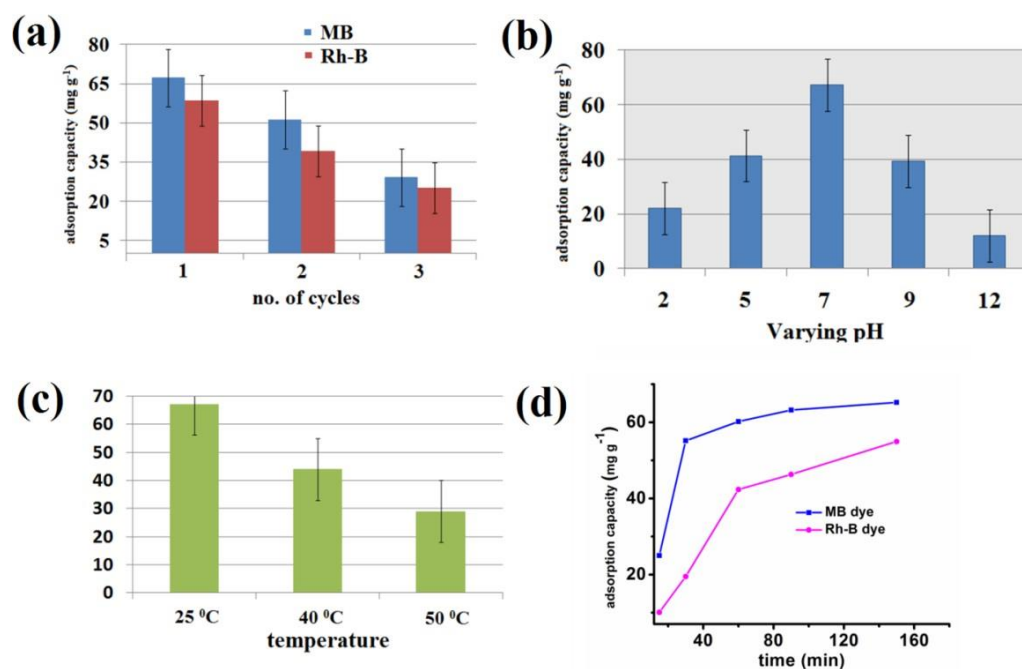 (a)
MB
Rh-B
adsorption capacity (mg g⁻¹)
80
65
50
35
20
5
1 2 3
no. of cycles
(b)
adsorption capacity (mg g⁻¹)
80
60
40
20
0
2 5 7 9 12
Varying pH
(c)
70
60
50
40
30
20
10
0
25 ⁰C 40 ⁰C 50 ⁰C
temperature
(d)
adsorption capacity (mg g⁻¹)
60
40
20
MB dye
Rh-B dye
40 80 120 160
time (min)